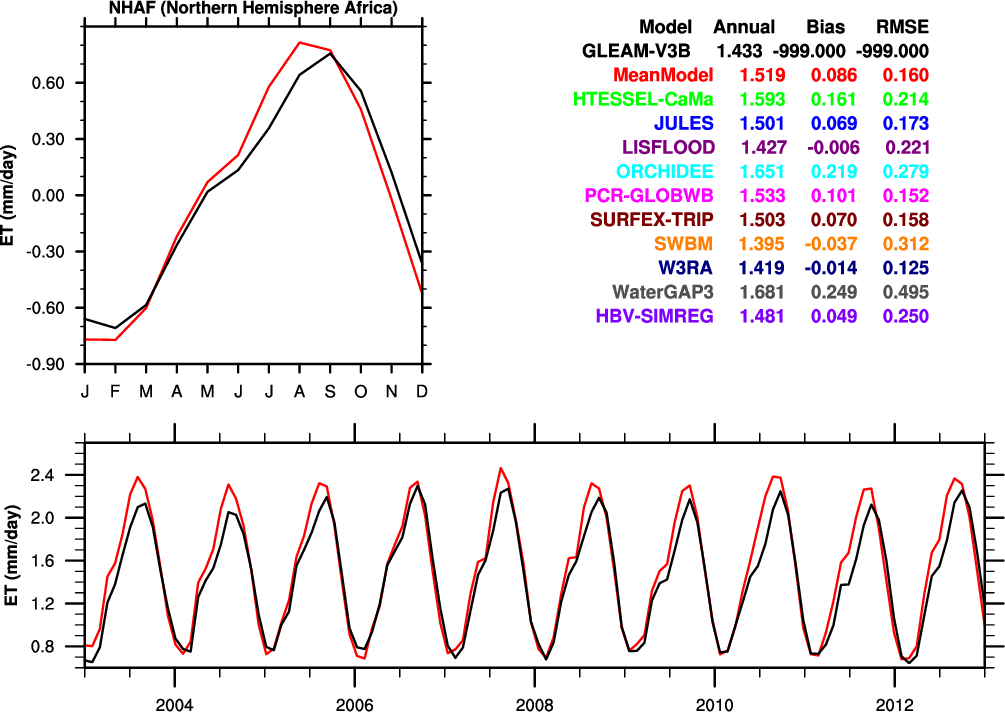 NHAF (Northern Hemisphere Africa)
0.60
0.30
0.00
-0.30
-0.60
-0.90
ET (mm/day)
J F M A M J J A S O N D
Model Annual Bias RMSE
GLEAM-V3B 1.433 -999.000 -999.000
MeanModel 1.519 0.086 0.160
HTESSEL-CaMa 1.593 0.161 0.214
JULES 1.501 0.069 0.173
LISFLOOD 1.427 -0.006 0.221
ORCHIDEE 1.651 0.219 0.279
PCR-GLOBWB 1.533 0.101 0.152
SURFEX-TRIP 1.503 0.070 0.158
SWBM 1.395 -0.037 0.312
W3RA 1.419 -0.014 0.125
WaterGAP3 1.681 0.249 0.495
HBV-SIMREG 1.481 0.049 0.250
2.4
2.0
1.6
1.2
0.8
ET (mm/day)
2004 2006 2008 2010 2012